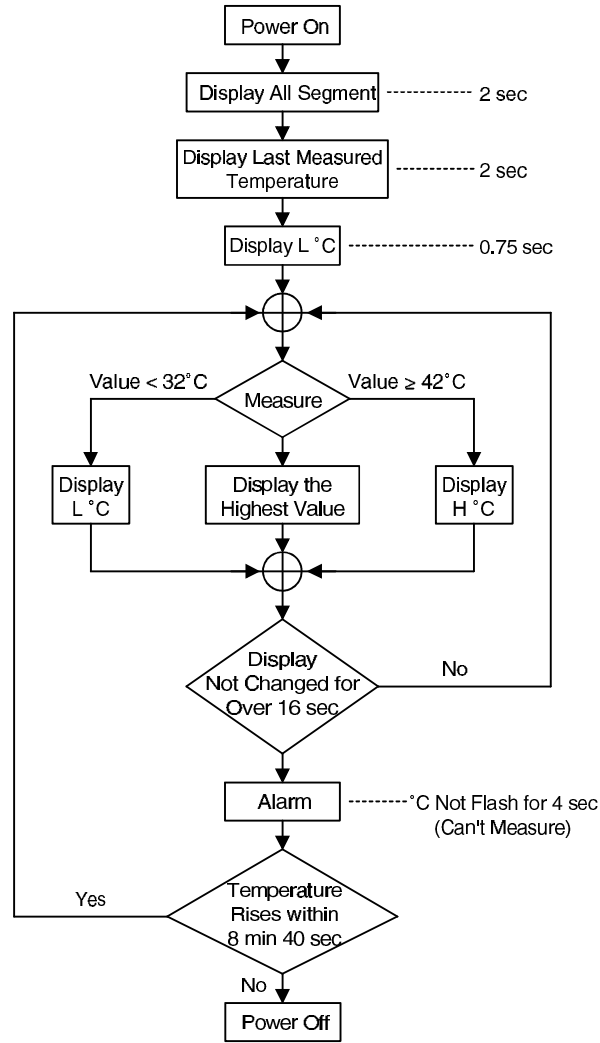 Power On
Display All Segment
2 sec
Display Last Measured
Temperature
2 sec
Display L °C
0.75 sec
Value < 32°C
Value ≥ 42°C
Measure
Display
L °C
Display the
Highest Value
Display
H °C
Display
Not Changed for
Over 16 sec
No
Alarm
°C Not Flash for 4 sec
(Can't Measure)
Yes
Temperature
Rises within
8 min 40 sec
No
Power Off